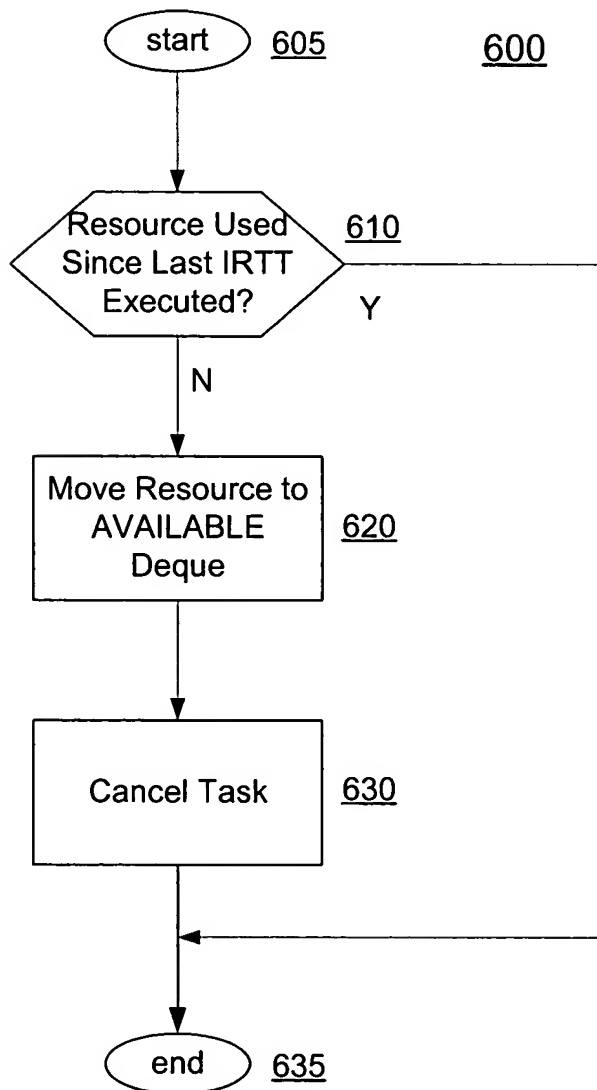 start
605
600
Resource Used
Since Last IRTT
Executed?
610
Y
N
Move Resource to
AVAILABLE
Deque
620
Cancel Task
630
end
635